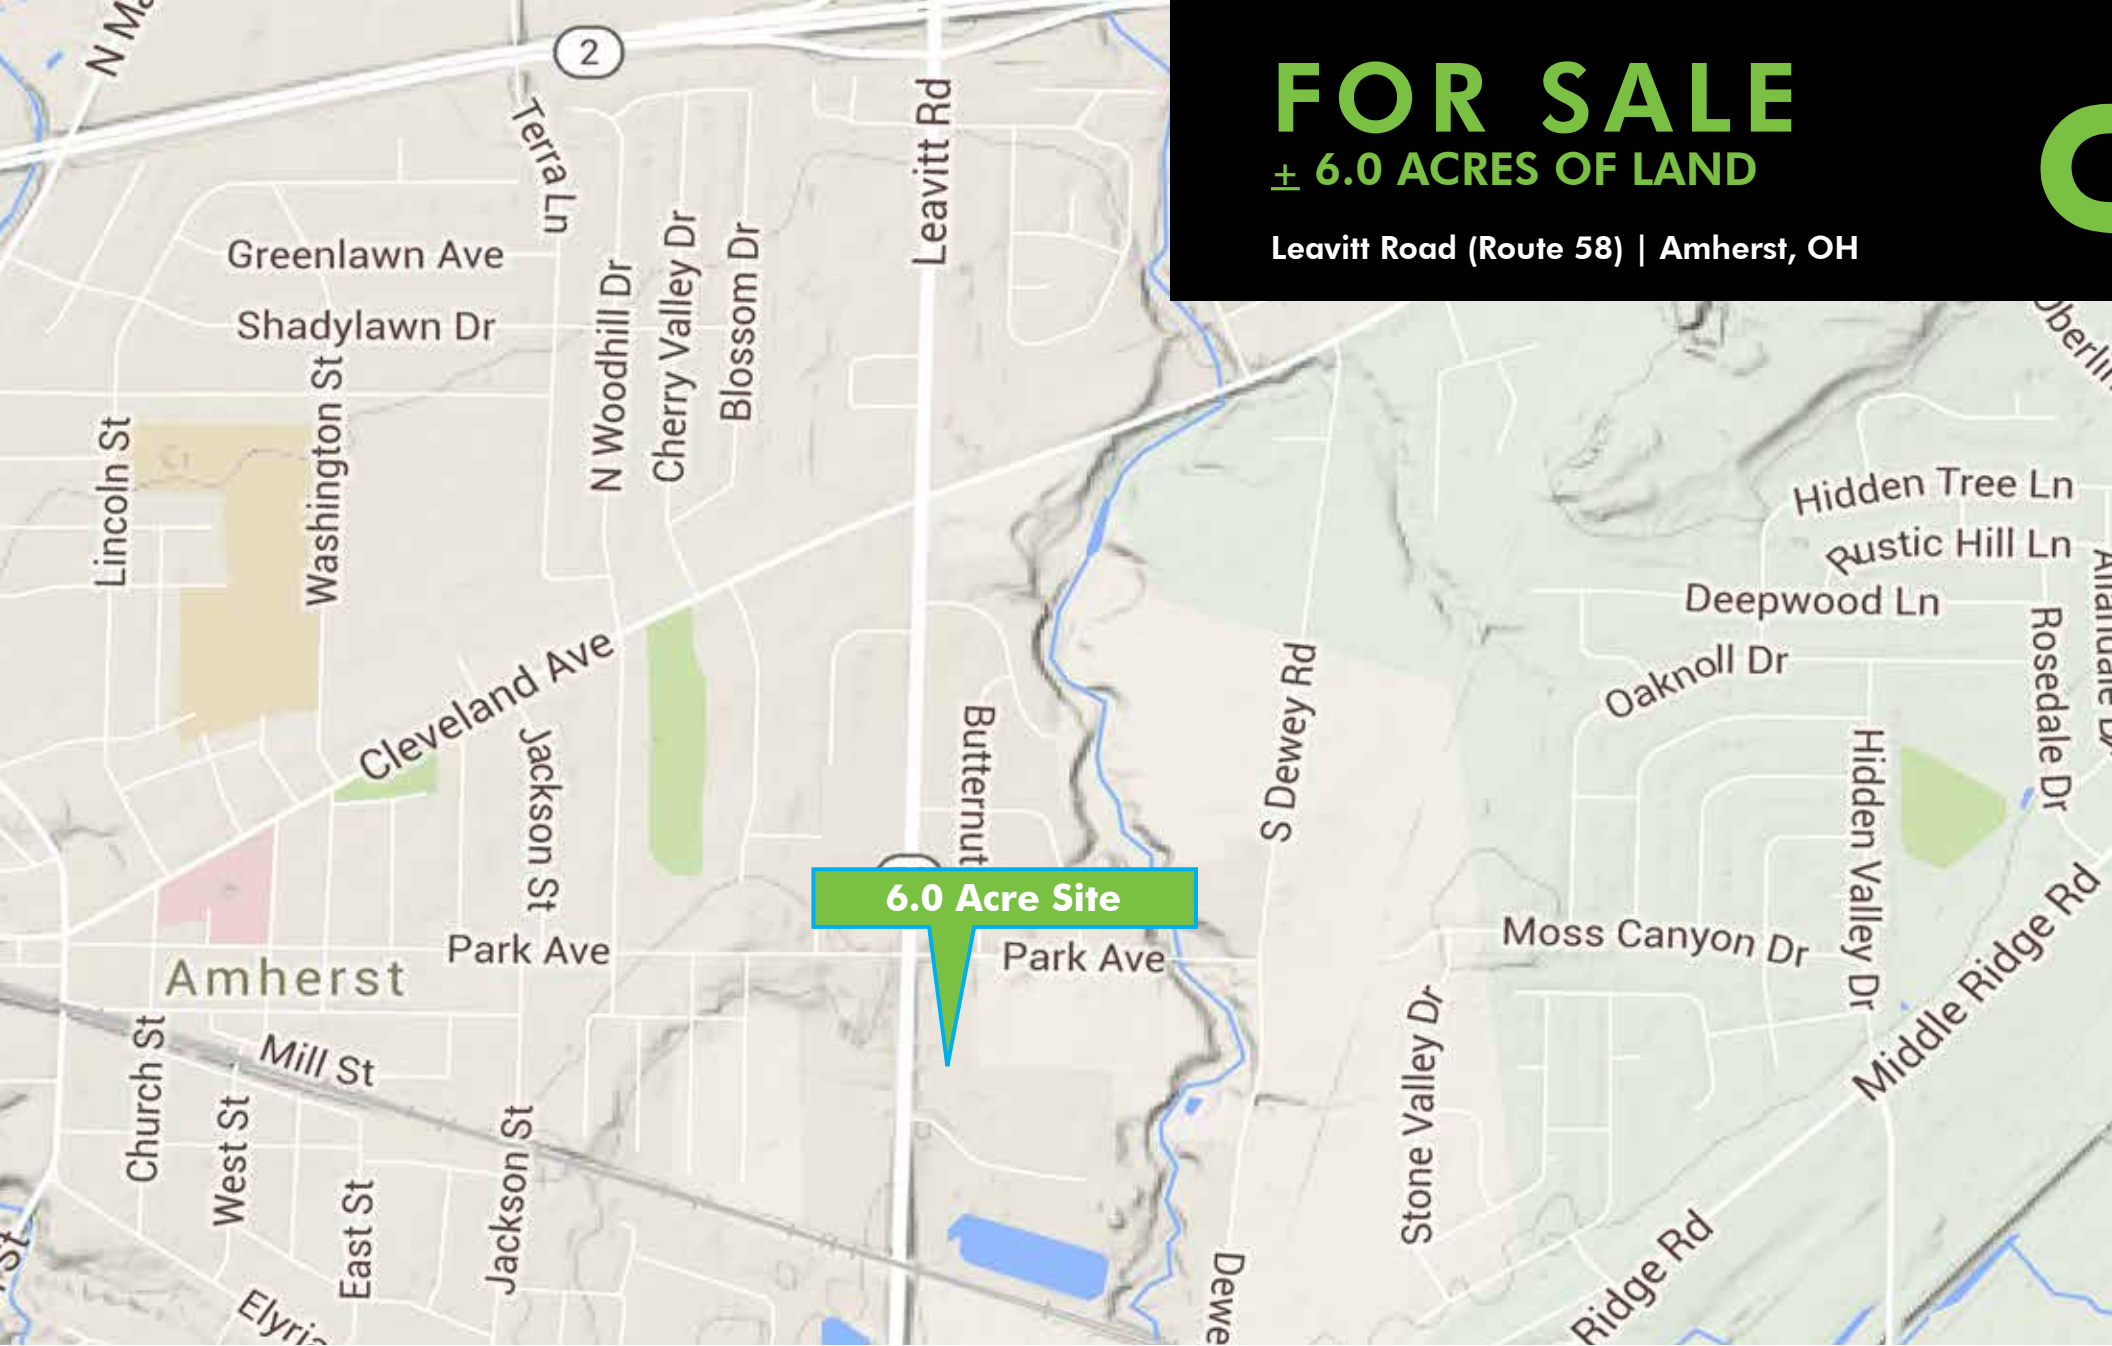 FOR SALE
± 6.0 ACRES OF LAND
Leavitt Road (Route 58) | Amherst, OH
2
Terra Ln
Leavitt Rd
Greenlawn Ave
Shadylawn Dr
N Woodhill Dr
Cherry Valley Dr
Blossom Dr
Lincoln St
Washington St
Cleveland Ave
Jackson St
Butternut
S Dewey Rd
Hidden Tree Ln
Rustic Hill Ln
Deepwood Ln
Oaknoll Dr
Rosedale Dr
Hidden Valley Dr
6.0 Acre Site
Park Ave
Park Ave
Moss Canyon Dr
Middle Ridge Rd
Amherst
Mill St
Church St
West St
East St
Jackson St
Stone Valley Dr
Ridge Rd